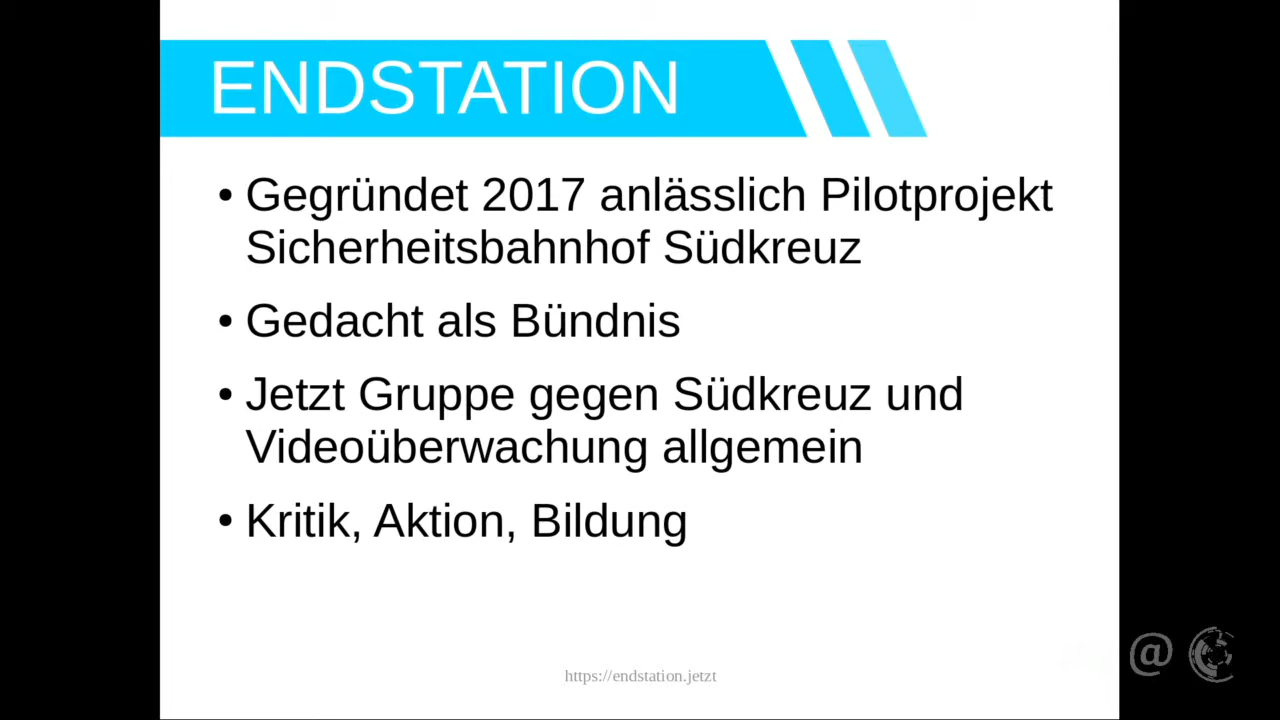 ENDSTATION
• Gegründet 2017 anlässlich Pilotprojekt
Sicherheitsbahnhof Südkreuz
• Gedacht als Bündnis
• Jetzt Gruppe gegen Südkreuz und
Videoüberwachung allgemein
• Kritik, Aktion, Bildung
https://endstation.jetzt
@